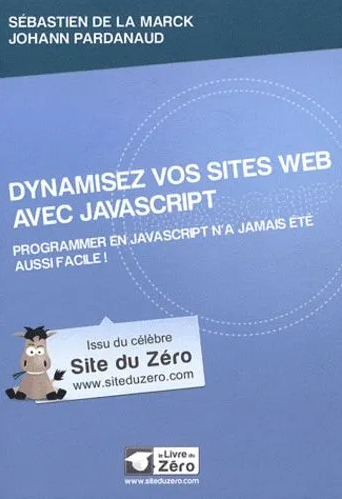 SÉBASTIEN DE LA MARCK
JOHANN PARDANAUD
DYNAMISEZ VOS SITES WEB
AVEC JAVASCRIPT
PROGRAMMER EN JAVASCRIPT N'A JAMAIS ÉTÉ
AUSSI FACILE !
Issu du célèbre
Site du Zéro
www.siteduzero.com
le Livre du
Zéro
www.siteduzero.com